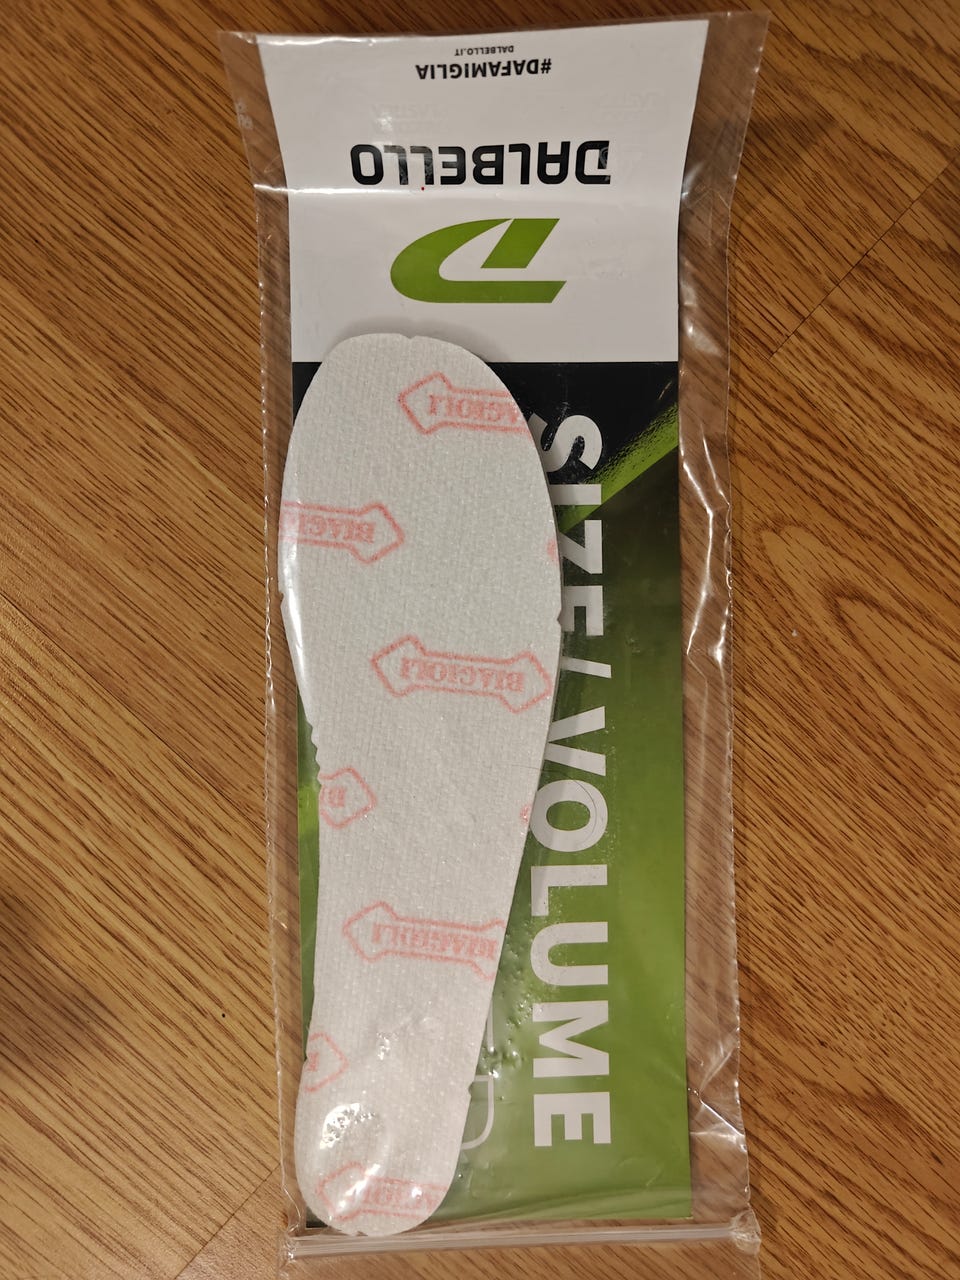 #DAFAMIGLIA
DALBELLO.IT
DALBELLO
SIZE/VOLUME
BIAGIOLI
BIAGIOLI
BIAGIOLI
BIAGIOLI